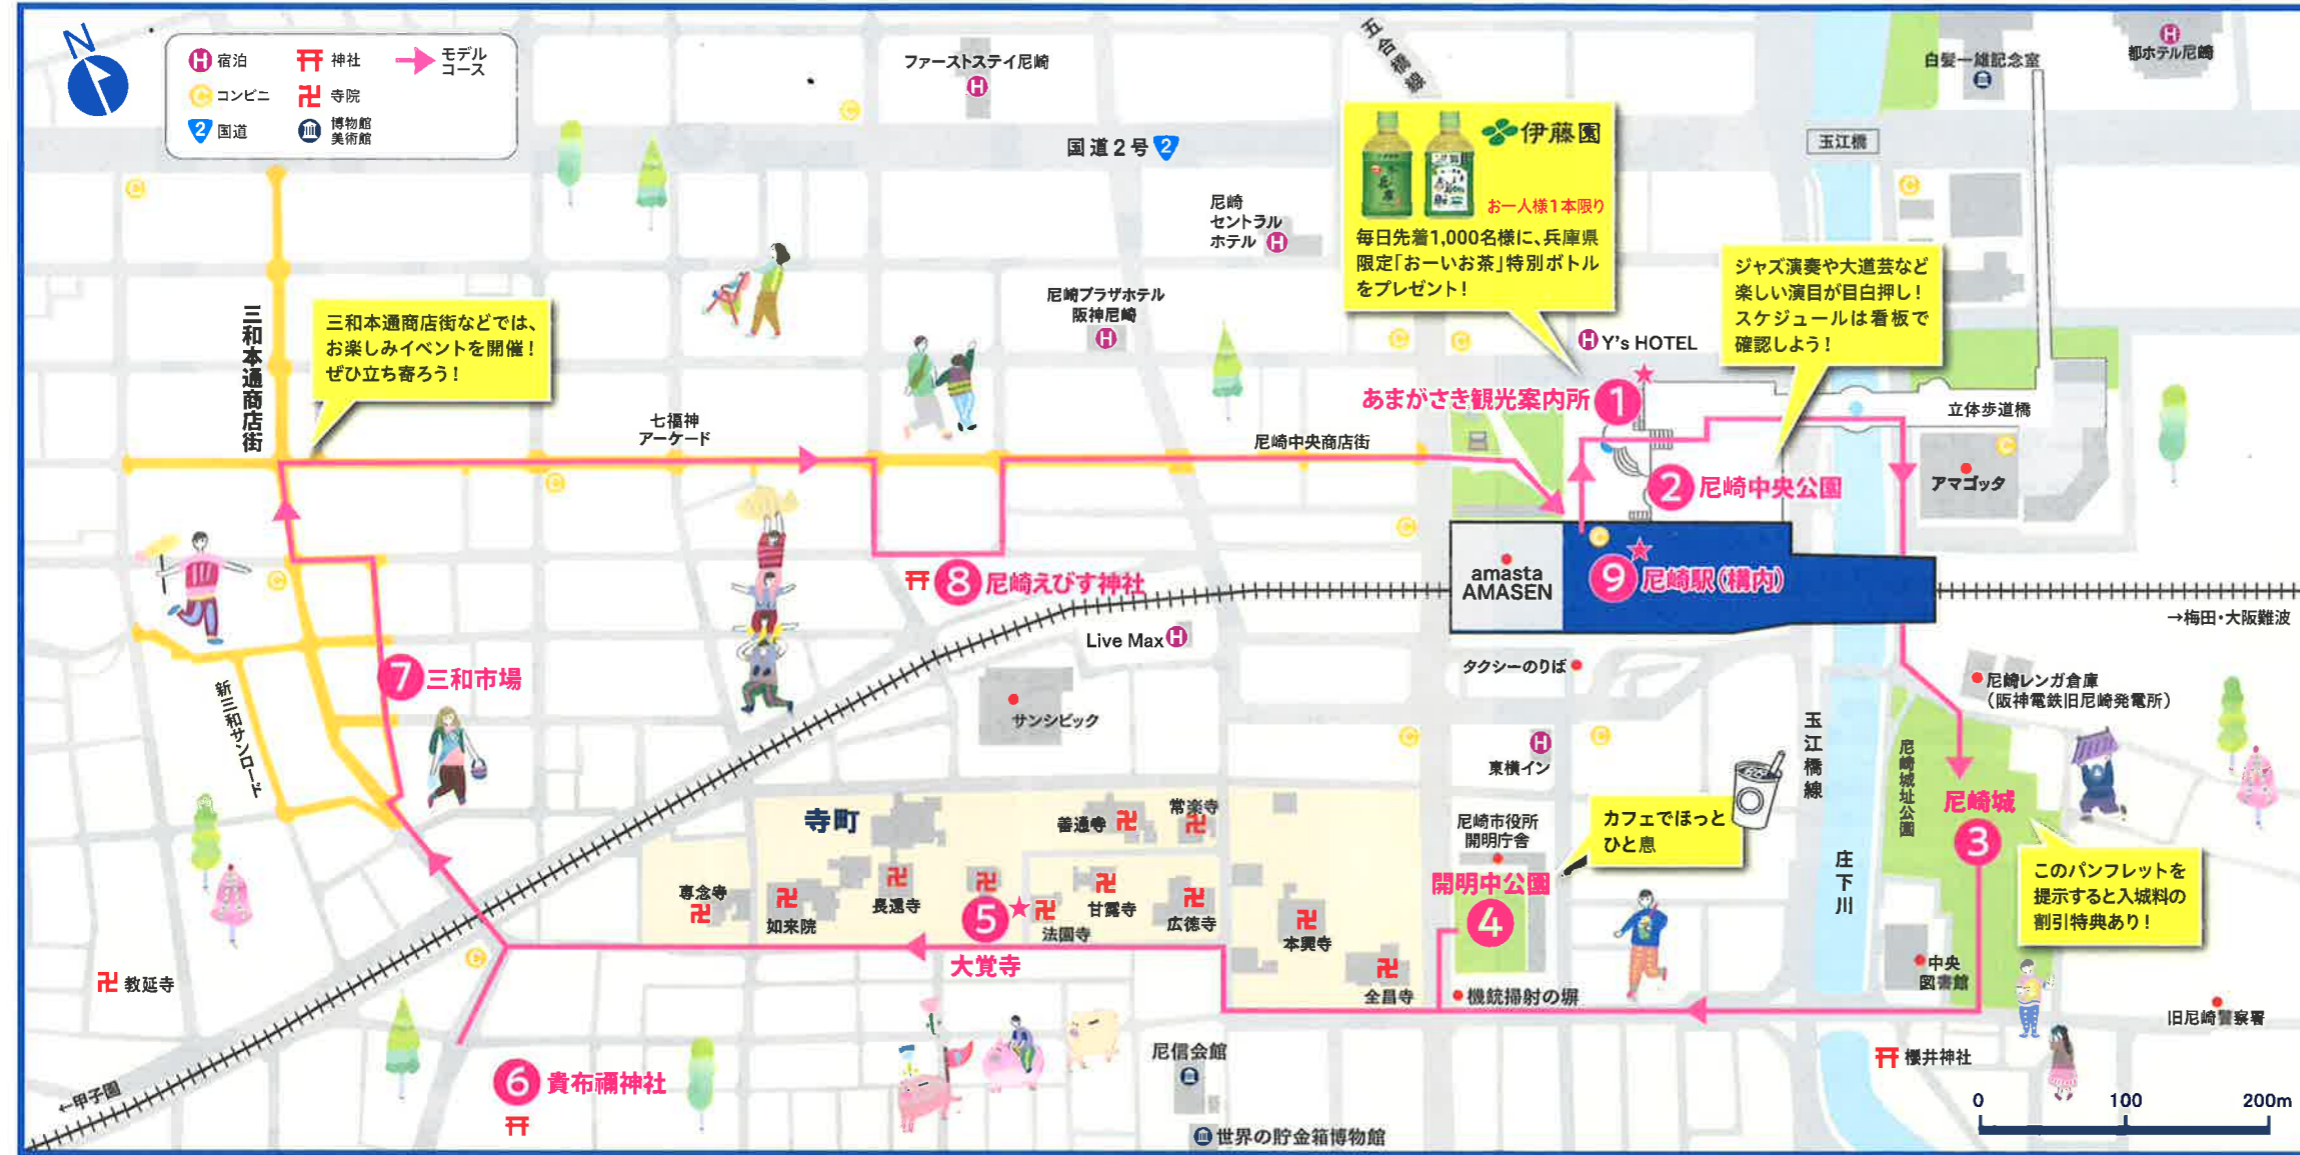 N
H 宿泊
神社
モデル
コース
C コンビニ
寺院
2 国道
博物館
美術館
ファーストステイ尼崎
H
五合橋線
白髪一雄記念室
H
都ホテル尼崎
国道2号 2
玉江橋
伊藤園
お一人様1本限り
毎日先着1,000名様に、兵庫県
限定「おーいお茶」特別ボトル
をプレゼント!
尼崎
セントラル
ホテル H
ジャズ演奏や大道芸など
楽しい演目が目白押し!
スケジュールは看板で
確認しよう!
尼崎プラザホテル
阪神尼崎
H
H Y's HOTEL
三和本通商店街
三和本通商店街などでは、
お楽しみイベントを開催!
ぜひ立ち寄ろう!
あまがさき観光案内所 1
立体歩道橋
七福神
アーケード
尼崎中央商店街
2 尼崎中央公園
アマゴッタ
amasta
AMASEN
9 尼崎駅(構内)
8 尼崎えびす神社
→梅田・大阪難波
Live Max H
タクシーのりば
7 三和市場
新三和サンロード
サンシビック
尼崎レンガ倉庫
(阪神電鉄旧尼崎発電所)
玉江橋線
尼崎城址公園
H
東横イン
尼崎城
3
寺町
善通寺
常楽寺
尼崎市役所
開明庁舎
カフェでほっと
ひと息
庄下川
このパンフレットを
提示すると入城料の
割引特典あり!
開明中公園
4
専念寺
如来院
長遠寺
5
法園寺
甘露寺
広徳寺
本興寺
大覚寺
全昌寺
機銃掃射の塀
中央
図書館
教延寺
旧尼崎警察署
櫻井神社
尼信会館
6 貴布禰神社
←甲子園
世界の貯金箱博物館
0 100 200m